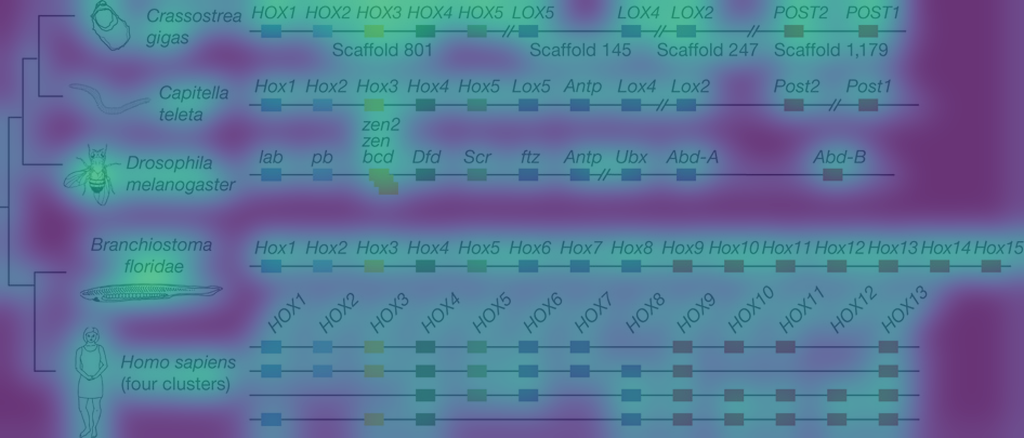 Crassostrea gigas
HOX1 HOX2 HOX3 HOX4 HOX5 LOX5 LOX4 LOX2 POST2 POST1
Scaffold 801 Scaffold 145 Scaffold 247 Scaffold 1,179
Capitella teleta
Hox1 Hox2 Hox3 Hox4 Hox5 Lox5 Antp Lox4 Lox2 Post2 Post1
zen2
zen
Drosophila melanogaster
lab pb bcd Dfd Scr ftz Antp Ubx Abd-A Abd-B
Branchiostoma floridae
Hox1 Hox2 Hox3 Hox4 Hox5 Hox6 Hox7 Hox8 Hox9 Hox10 Hox11 Hox12 Hox13 Hox14 Hox15
HOX1 HOX2 HOX3 HOX4 HOX5 HOX6 HOX7 HOX8 HOX9 HOX10 HOX11 HOX12 HOX13
Homo sapiens
(four clusters)